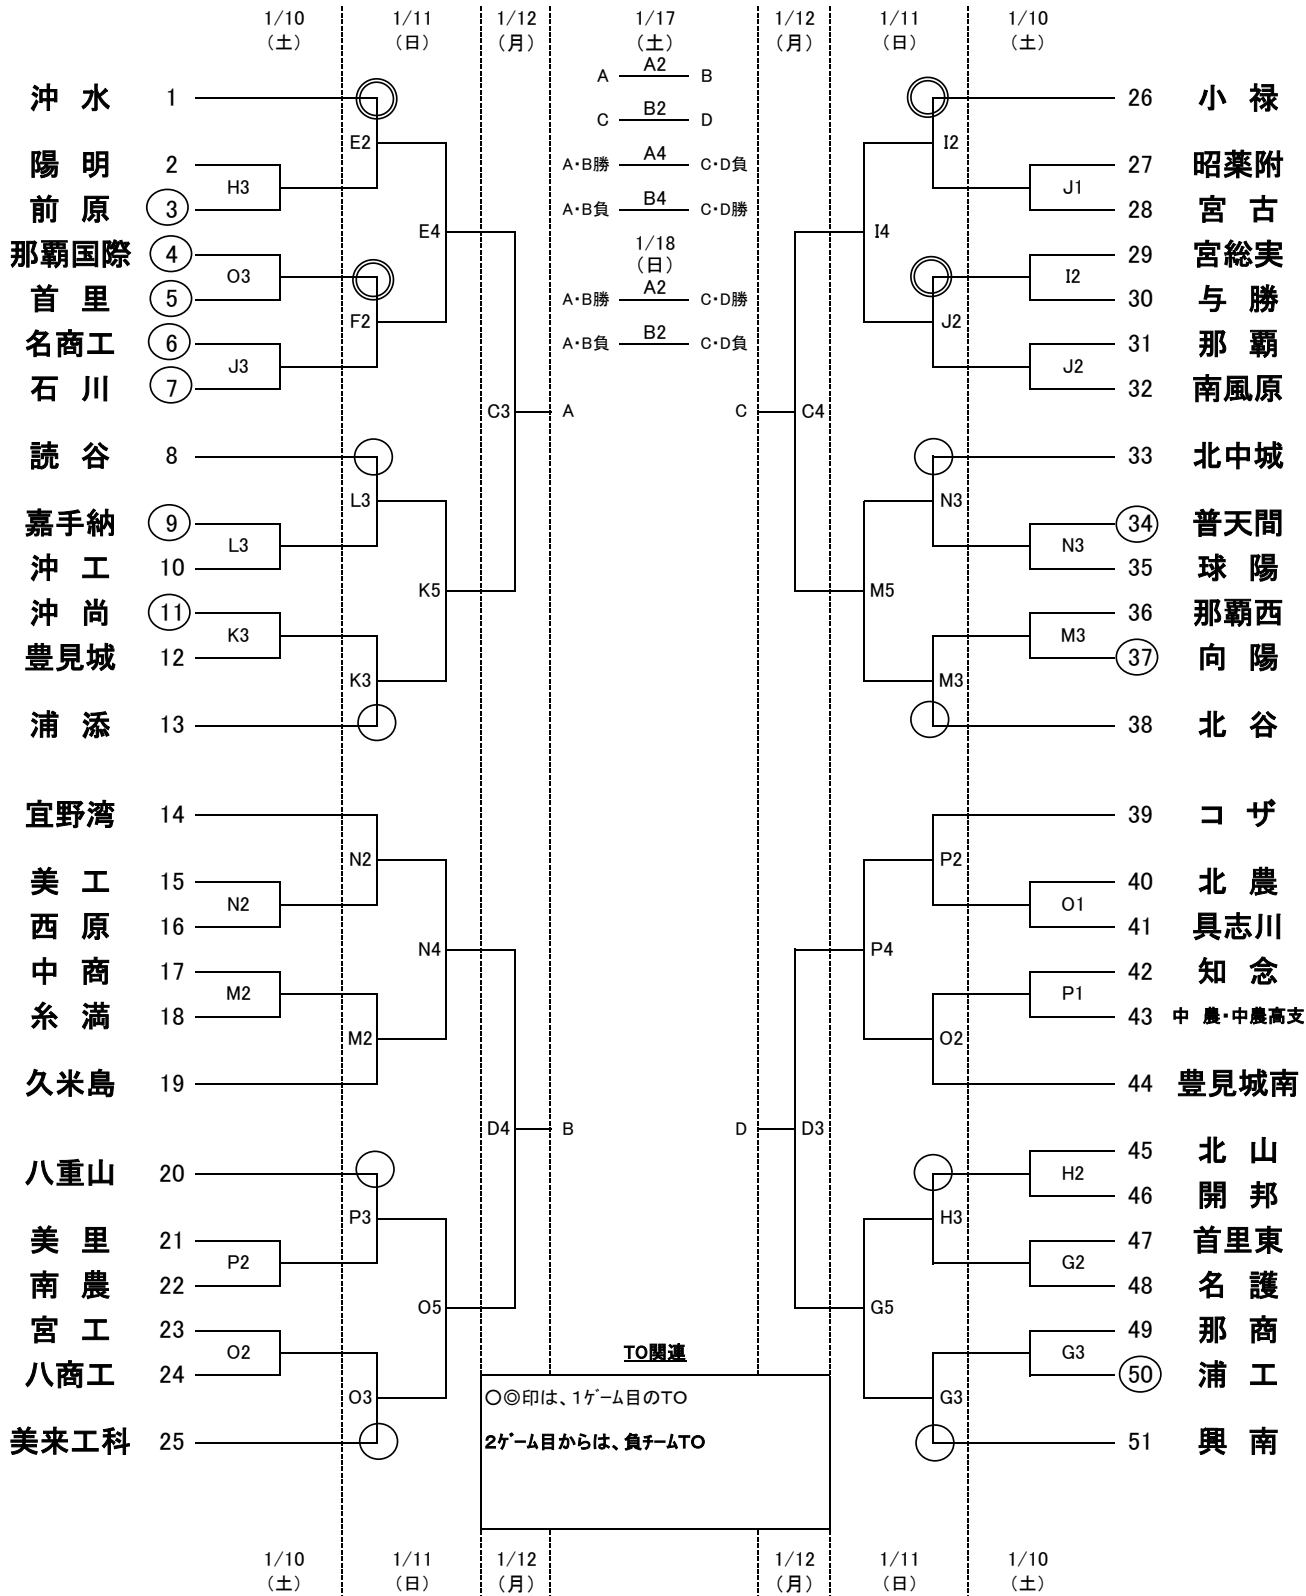 1/10 1/11 1/12 1/17 1/12 1/11 1/10
（土） （日） （月） （土） （月） （日） （土）
A A2 B
沖 水 1 C B2 D 26 小 禄
E2 I2
陽 明 2 A・B勝 A4 C・D負 27 昭薬附
H3 J1
前 原 3 A・B負 B4 C・D勝 28 宮 古
E4 I4
那覇国際 4 1/18 29 宮総実
（日）
O3 I2
首 里 5 A・B勝 A2 C・D勝 30 与 勝
F2 J2
名商工 6 A・B負 B2 C・D負 31 那 覇
J3 J2
石 川 7 32 南風原
C3 A C C4
読 谷 8 33 北中城
L3 N3
嘉手納 9 34 普天間
L3 N3
沖 工 10 35 球 陽
K5 M5
沖 尚 11 36 那覇西
K3 M3
豊見城 12 37 向 陽
K3 M3
浦 添 13 38 北 谷
宜野湾 14 39 コ ザ
N2 P2
美 工 15 40 北 農
N2 O1
西 原 16 41 具志川
N4 P4
中 商 17 42 知 念
M2 P1
糸 満 18 43 中 農・中農高支
M2 O2
久米島 19 44 豊見城南
D4 B D D3
八重山 20 45 北 山
H2
46 開 邦
P3 H3
美 里 21 47 首里東
P2 G2
南 農 22 48 名 護
O5 G5
宮 工 23 49 那 商
O2 TO関連 G3
八商工 24 50 浦 工
O3 ○◎印は、1ｹﾞｰﾑ目のTO G3
美来工科 25 2ｹﾞｰﾑ目からは、負ﾁｰﾑTO 51 興 南
1/10 1/11 1/12 1/12 1/11 1/10
（土） （日） （月） （月） （日） （土）